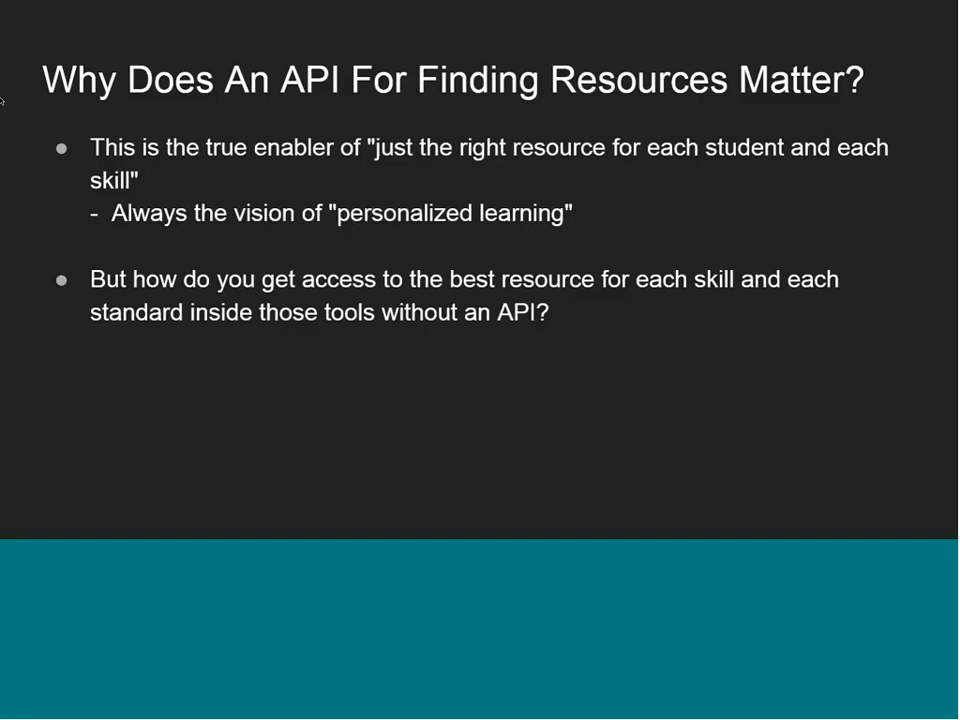 Why Does An API For Finding Resources Matter?
● This is the true enabler of "just the right resource for each student and each
skill"
- Always the vision of "personalized learning"
● But how do you get access to the best resource for each skill and each
standard inside those tools without an API?